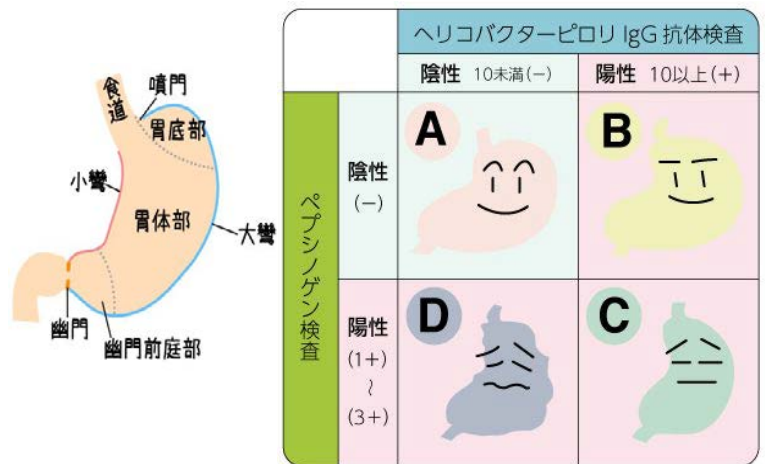 食道
噴門
胃底部
小彎
胃体部
大彎
幽門
幽門前庭部
ヘリコバクターピロリ IgG 抗体検査
陰性 10未満(-)
陽性 10以上(+)
ペプシノゲン検査
陰性
(-)
A
B
陽性
(1+)
～
(3+)
D
C